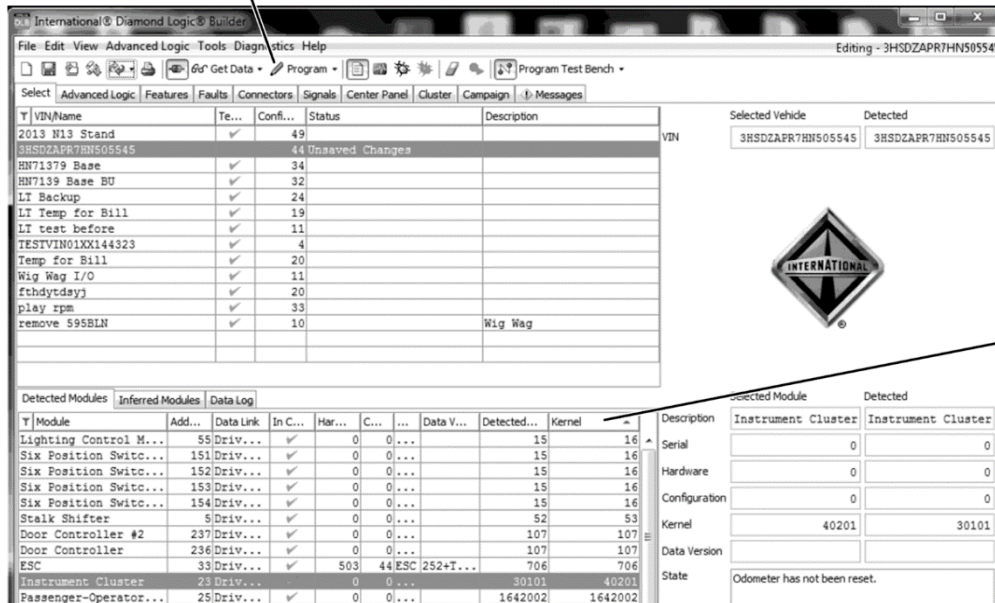 International® Diamond Logic® Builder
File Edit View Advanced Logic Tools Diagnostics Help Editing - 3HSDZAPR7HN50554
Get Data Program Program Test Bench
Select Advanced Logic Features Faults Connectors Signals Center Panel Cluster Campaign Messages
VIN/Name Te... Confi... Status Description
2013 N13 Stand 49
3HSDZAPR7HN505545 44 Unsaved Changes
HN71379 Base 34
HN7139 Base BU 32
LT Backup 24
LT Temp for Bill 19
LT test before 11
TESTVIN01XX144323 4
Temp for Bill 20
Wig Wag I/O 11
fthdytdsyj 20
play rpm 33
remove 595BLN 10 Wig Wag
Selected Vehicle Detected
VIN 3HSDZAPR7HN505545 3HSDZAPR7HN505545
INTERNATIONAL ®
Detected Modules Inferred Modules Data Log
Module Add... Data Link In C... Har... C... ... Data V... Detected... Kernel
Lighting Control M... 55 Driv... 0 0 ... 15 16
Six Position Switc... 151 Driv... 0 0 ... 15 16
Six Position Switc... 152 Driv... 0 0 ... 15 16
Six Position Switc... 153 Driv... 0 0 ... 15 16
Six Position Switc... 154 Driv... 0 0 ... 15 16
Stalk Shifter 5 Driv... 0 0 ... 52 53
Door Controller #2 237 Driv... 0 0 ... 107 107
Door Controller 236 Driv... 0 0 ... 107 107
ESC 33 Driv... 503 44 ESC 252+T... 706 706
Instrument Cluster 23 Driv... 0 0 ... 30101 40201
Passenger-Operator... 25 Driv... 0 0 ... 1642002 1642002
Selected Module Detected
Description Instrument Cluster Instrument Cluster
Serial 0 0
Hardware 0 0
Configuration 0 0
Kernel 40201 30101
Data Version
State Odometer has not been reset.